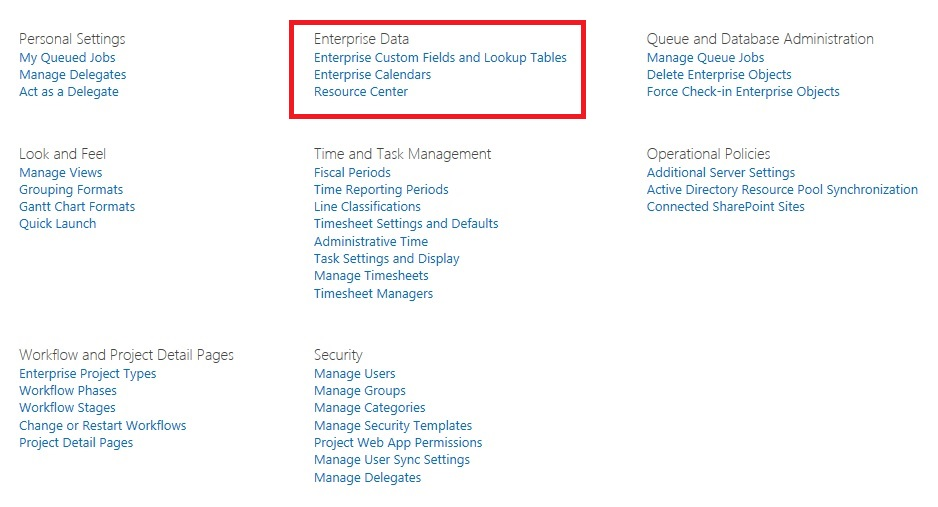 Personal Settings
My Queued Jobs
Manage Delegates
Act as a Delegate
Enterprise Data
Enterprise Custom Fields and Lookup Tables
Enterprise Calendars
Resource Center
Queue and Database Administration
Manage Queue Jobs
Delete Enterprise Objects
Force Check-in Enterprise Objects
Look and Feel
Manage Views
Grouping Formats
Gantt Chart Formats
Quick Launch
Time and Task Management
Fiscal Periods
Time Reporting Periods
Line Classifications
Timesheet Settings and Defaults
Administrative Time
Task Settings and Display
Manage Timesheets
Timesheet Managers
Operational Policies
Additional Server Settings
Active Directory Resource Pool Synchronization
Connected SharePoint Sites
Workflow and Project Detail Pages
Enterprise Project Types
Workflow Phases
Workflow Stages
Change or Restart Workflows
Project Detail Pages
Security
Manage Users
Manage Groups
Manage Categories
Manage Security Templates
Project Web App Permissions
Manage User Sync Settings
Manage Delegates